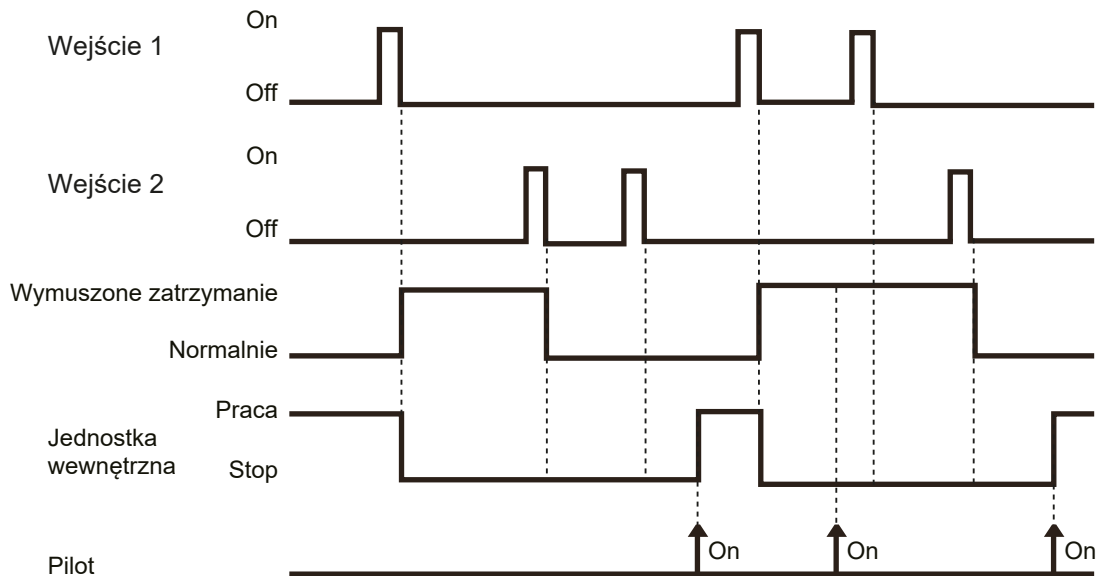 On
Wejście 1
Off
On
Wejście 2
Off
Wymuszone zatrzymanie
Normalnie
Praca
Jednostka
wewnętrzna
Stop
On
On
On
Pilot